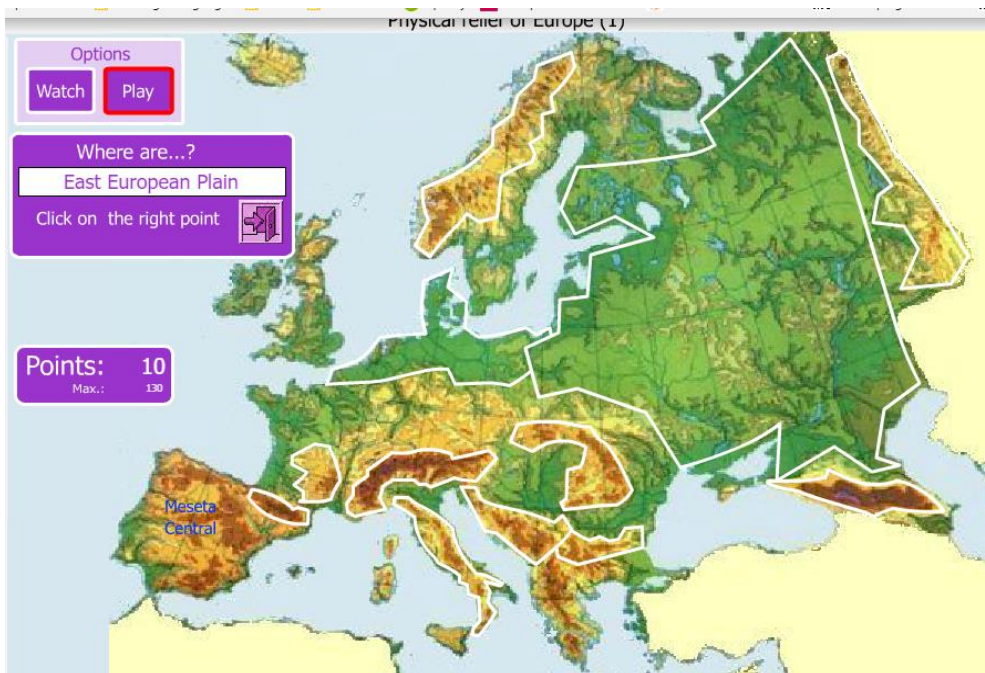 Physical relief of Europe (1)
Options
Watch
Play
Where are...?
East European Plain
Click on the right point
Points: 10
Max.: 130
Meseta
Central